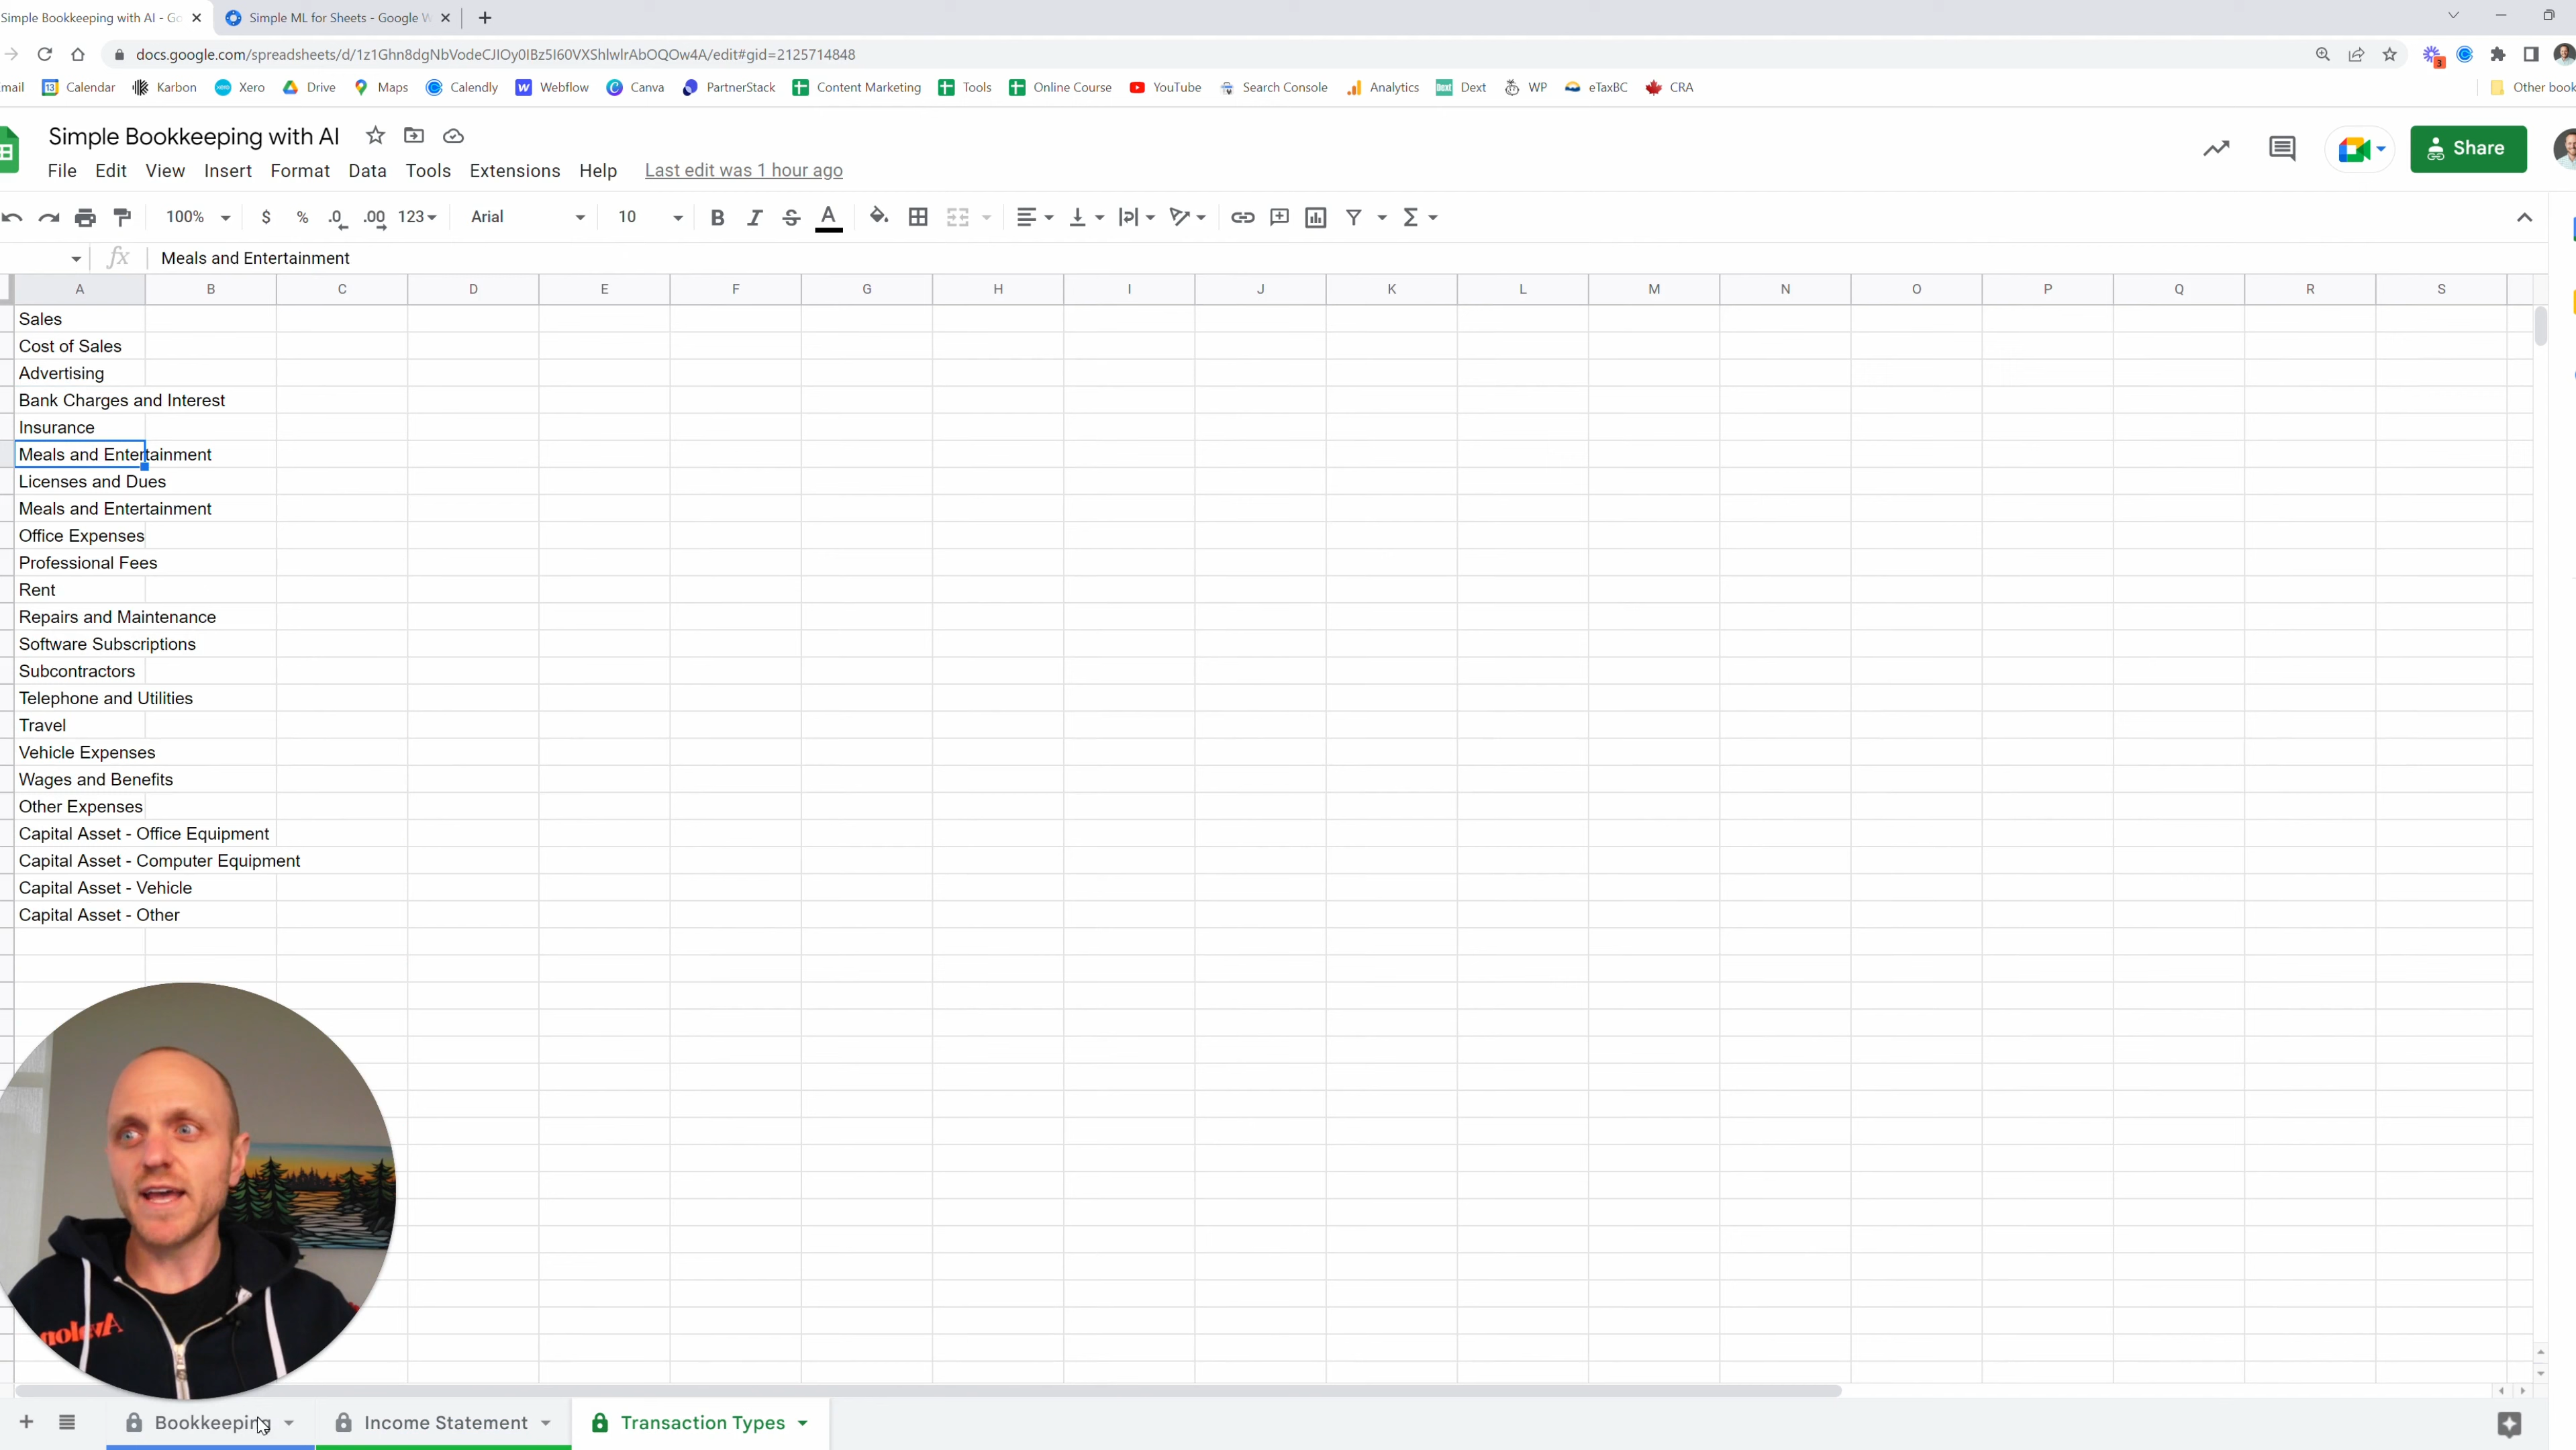 Simple Bookkeeping with AI - Go
Simple ML for Sheets - Google W
docs.google.com/spreadsheets/d/1z1Ghn8dgNbVodeCJIOy0IBz5I60VXShlwlrAbOQOw4A/edit#gid=2125714848
3
mail Calendar Karbon Xero Drive Maps Calendly Webflow Canva PartnerStack Content Marketing Tools Online Course YouTube Search Console Analytics Dext WP eTaxBC CRA Other book
Simple Bookkeeping with AI
File Edit View Insert Format Data Tools Extensions Help Last edit was 1 hour ago
Share
100% $ % .0 .00 123 Arial 10 B I S A
fx Meals and Entertainment
A B C D E F G H I J K L M N O P Q R S
Sales
Cost of Sales
Advertising
Bank Charges and Interest
Insurance
Meals and Entertainment
Licenses and Dues
Meals and Entertainment
Office Expenses
Professional Fees
Rent
Repairs and Maintenance
Software Subscriptions
Subcontractors
Telephone and Utilities
Travel
Vehicle Expenses
Wages and Benefits
Other Expenses
Capital Asset - Office Equipment
Capital Asset - Computer Equipment
Capital Asset - Vehicle
Capital Asset - Other
Bookkeeping Income Statement Transaction Types